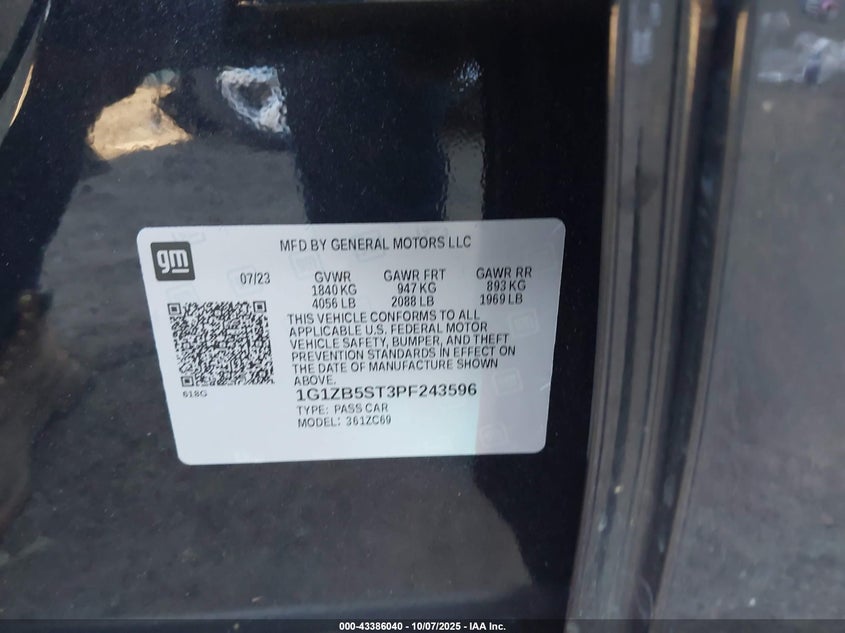 gm
MFD BY GENERAL MOTORS LLC
07/23 GVWR GAWR FRT GAWR RR
1840 KG 947 KG 893 KG
4056 LB 2088 LB 1969 LB
THIS VEHICLE CONFORMS TO ALL
APPLICABLE U.S. FEDERAL MOTOR
VEHICLE SAFETY, BUMPER, AND THEFT
PREVENTION STANDARDS IN EFFECT ON
THE DATE OF MANUFACTURE SHOWN
ABOVE.
618G
1G1ZB5ST3PF243596
TYPE: PASS CAR
MODEL: 361ZC69
000-43386040 - 10/07/2025 - IAA Inc.